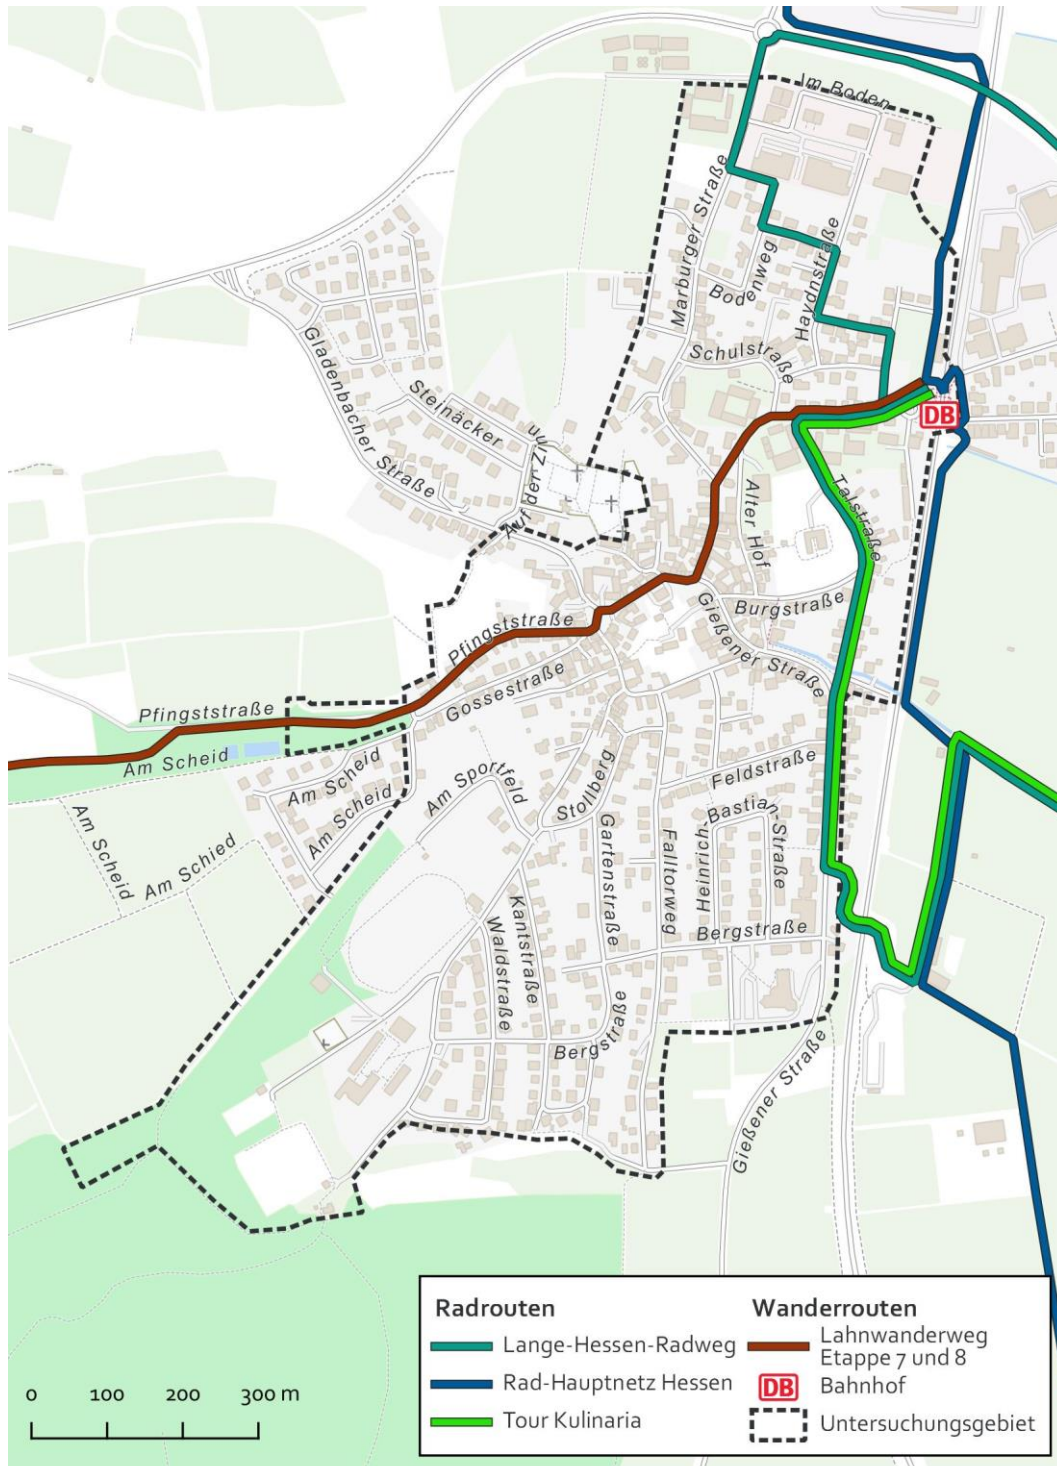 Am Boden
Marburger Straße
Bodenweg
Haydnstraße
Schulstraße
Gladenbacher Straße
Steinäcker
Auf der Zinn
DB
Talstraße
Alter Hof
Burgstraße
Gießener Straße
Pfingststraße
Gossestraße
Pfingststraße
Am Scheid
Am Scheid
Am Scheid
Am Sportfeld
Stollberg
Feldstraße
Heinrich-Bastian-Straße
Am Scheid
Am Schied
Gartenstraße
Falltorweg
Kantstraße
Waldstraße
Bergstraße
Bergstraße
Gießener Straße
Radrouten
Lange-Hessen-Radweg
Rad-Hauptnetz Hessen
Tour Kulinaria
Wanderrouten
Lahnwanderweg
Etappe 7 und 8
DB Bahnhof
Untersuchungsgebiet
0 100 200 300 m